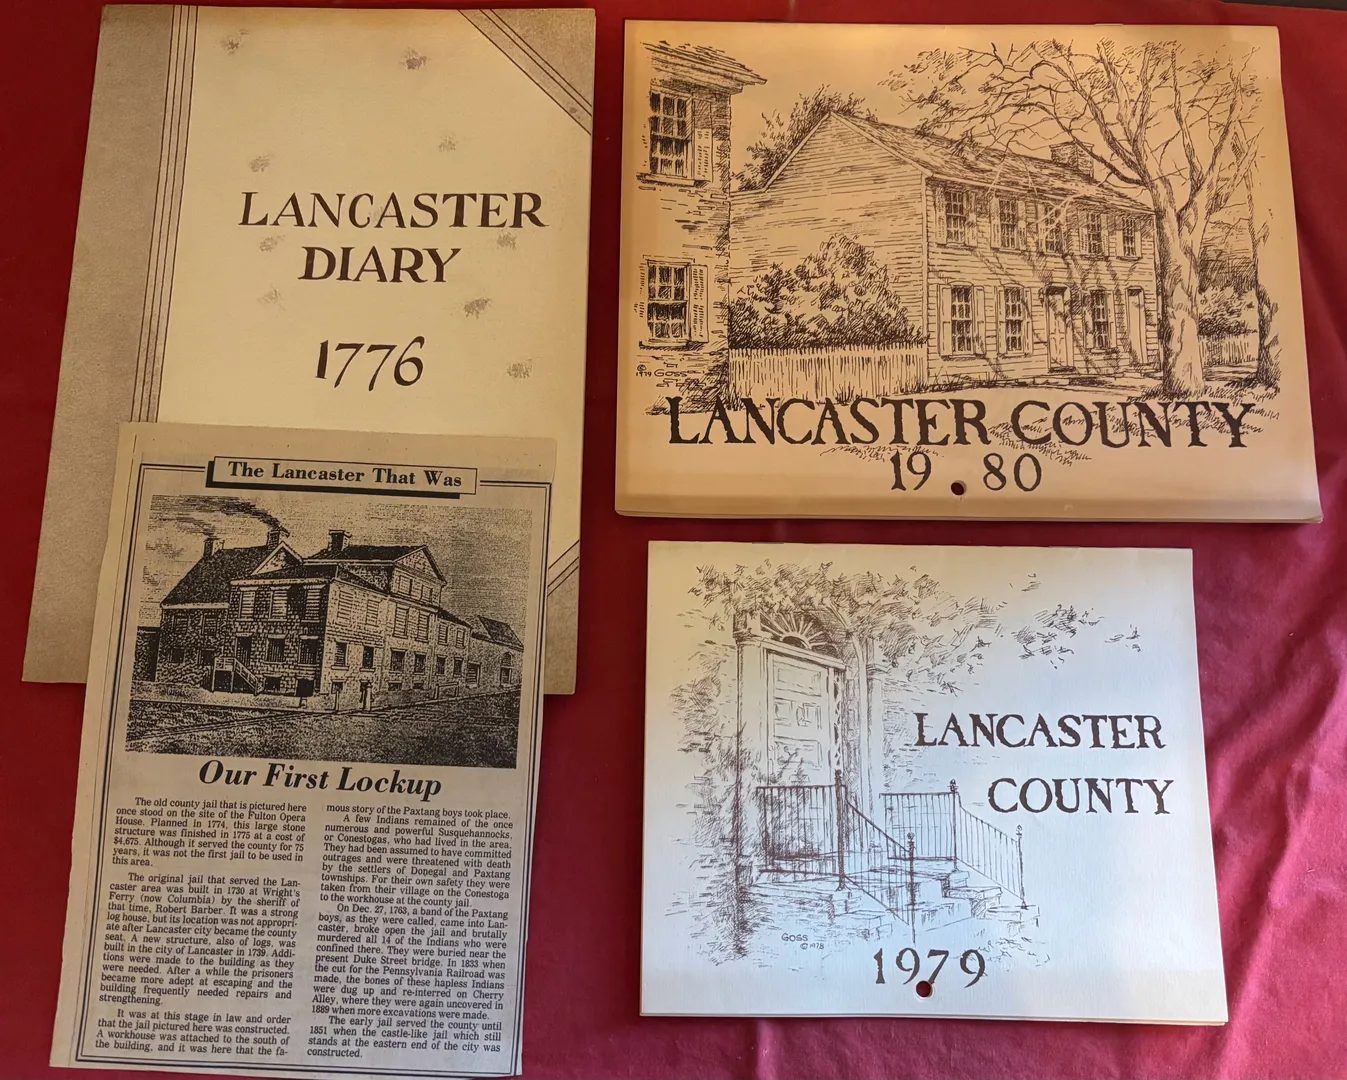 LANCASTER
DIARY
1776
The Lancaster That Was
Our First Lockup
The old county jail that is pictured here
once stood on the site of the Fulton Opera
House. Planned in 1774, this large stone
structure was finished in 1775 at a cost of
$4,675. Although it served the county for 75
years, it was not the first jail to be used in
this area.
The original jail that served the Lan-
caster area was built in 1730 at Wright's
Ferry (now Columbia) by the sheriff of
that time, Robert Barber. It was a strong
log house, but its location was not appropri-
ate after Lancaster city became the county
seat. A new structure, also of logs, was
built in the city of Lancaster in 1739. Addi-
tions were made to the building as they
were needed. After a while the prisoners
became more adept at escaping and the
building frequently needed repairs and
strengthening.
It was at this stage in law and order
that the jail pictured here was constructed.
A workhouse was attached to the south of
the building, and it was here that the fa-
mous story of the Paxtang boys took place.
A few Indians remained of the once
numerous and powerful Susquehannocks,
or Conestogas, who had lived in the area.
They had been assumed to have committed
outrages and were threatened with death
by the settlers of Dopegal and Paxtang
townships. For their own safety they were
taken from their village on the Conestoga
to the workhouse at the county jail.
On Dec. 27, 1763, a band of the Paxtang
boys, as they were called, came into Lan-
caster, broke open the jail and brutally
murdered all 14 of the Indians who were
confined there. They were buried near the
present Duke Street bridge. In 1833 when
the cut for the Pennsylvania Railroad was
made, the bones of these hapless Indians
were dug up and re-interred on Cherry
Alley, where they were again uncovered in
1889 when more excavations were made.
The early jail served the county until
1851 when the castle-like jail which still
stands at the eastern end of the city was
constructed.
© 1979 GOSS
LANCASTER COUNTY
19 80
LANCASTER
COUNTY
GOSS
© 1978
1979